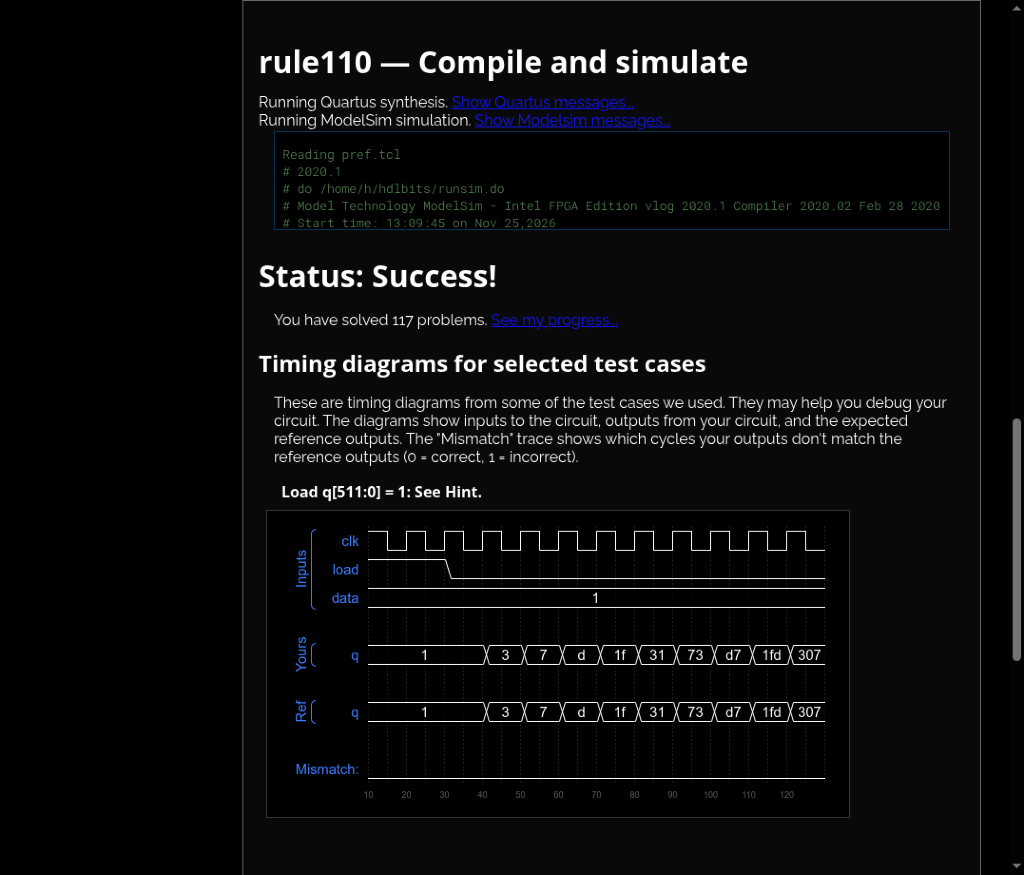 rule110 — Compile and simulate
Running Quartus synthesis. Show Quartus messages...
Running ModelSim simulation. Show Modelsim messages...
Reading pref.tcl
# 2020.1
# do /home/h/hdlbits/runsim.do
# Model Technology ModelSim - Intel FPGA Edition vlog 2020.1 Compiler 2020.02 Feb 28 2020
# Start time: 13:09:45 on Nov 25,2026
Status: Success!
You have solved 117 problems. See my progress...
Timing diagrams for selected test cases
These are timing diagrams from some of the test cases we used. They may help you debug your
circuit. The diagrams show inputs to the circuit, outputs from your circuit, and the expected
reference outputs. The "Mismatch" trace shows which cycles your outputs don't match the
reference outputs (0 = correct, 1 = incorrect).
Load q[511:0] = 1: See Hint.
Inputs
clk
load
data 1
Yours
q 1 3 7 d 1f 31 73 d7 1fd 307
Ref
q 1 3 7 d 1f 31 73 d7 1fd 307
Mismatch:
10 20 30 40 50 60 70 80 90 100 110 120